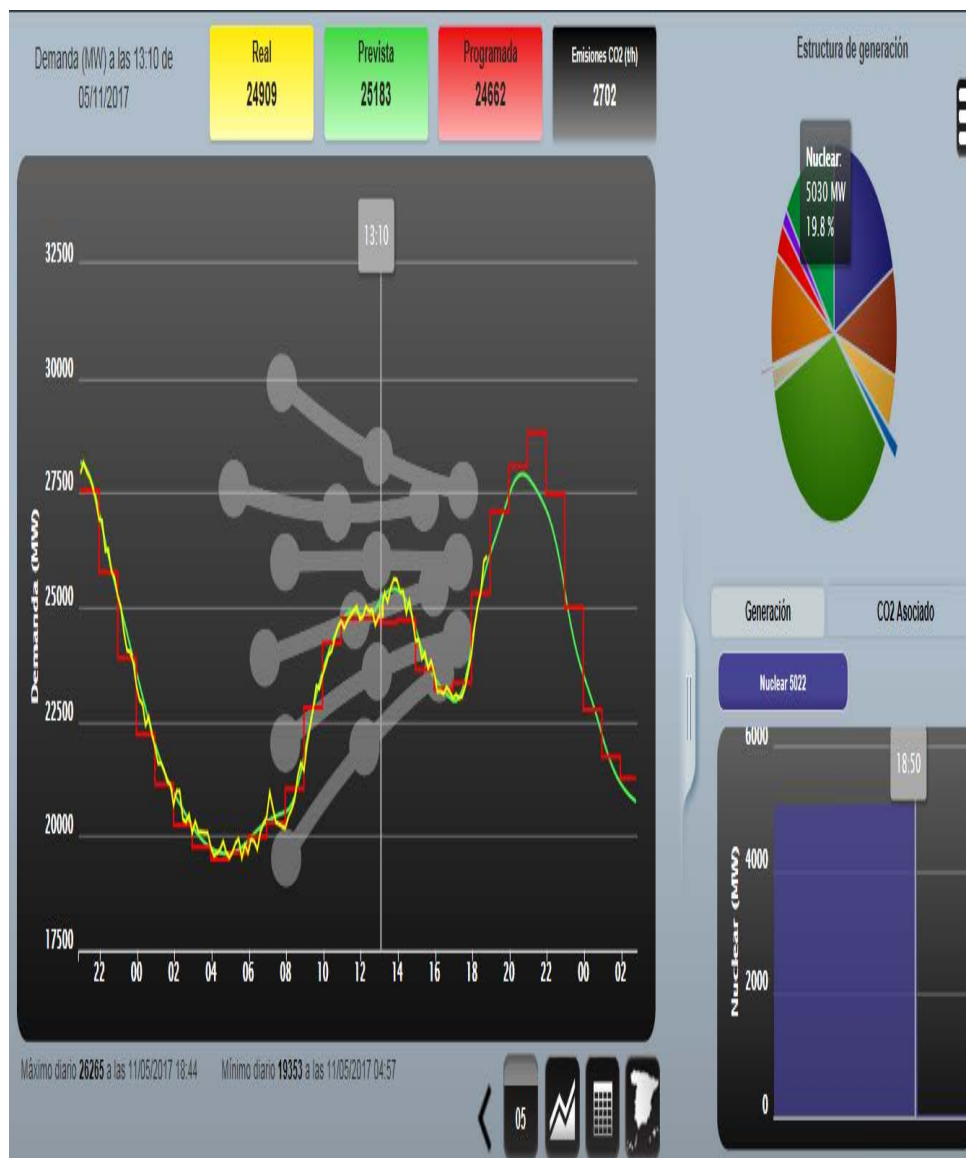 Demanda (MW) a las 13:10 de
05/11/2017
Real
24909
Prevista
25183
Programada
24662
Emisiones CO2 (t/h)
2702
Estructura de generación
Nuclear:
5030 MW
19.8 %
13:10
32500
30000
27500
25000
22500
20000
17500
Demanda (MW)
22 00 02 04 06 08 10 12 14 16 18 20 22 00 02
Máximo diario 26265 a las 11/05/2017 18:44 Mínimo diario 19353 a las 11/05/2017 04:57
05
Generación CO2 Asociado
Nuclear 5022
18:50
6000
4000
2000
0
Nuclear (MW)